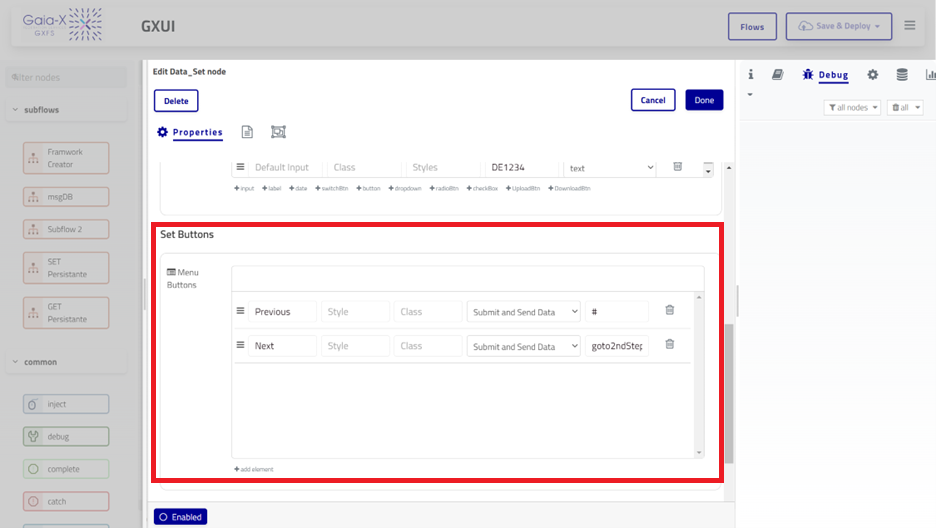 Gaia-X
GXFS
GXUI
Flows
Save & Deploy
filter nodes
subflows
Framwork
Creator
msgDB
Subflow 2
SET
Persistante
GET
Persistante
common
inject
debug
complete
catch
Edit Data_Set node
Delete
Cancel
Done
Properties
Default Input
Class
Styles
DE1234
text
+input +label +date +switchBtn +button +dropdown +radioBtn +checkBox +UploadBtn +DownloadBtn
Set Buttons
Menu
Buttons
Previous
Style
Class
Submit and Send Data
#
Next
Style
Class
Submit and Send Data
goto2ndStep
+add element
Enabled
i
Debug
all nodes
all